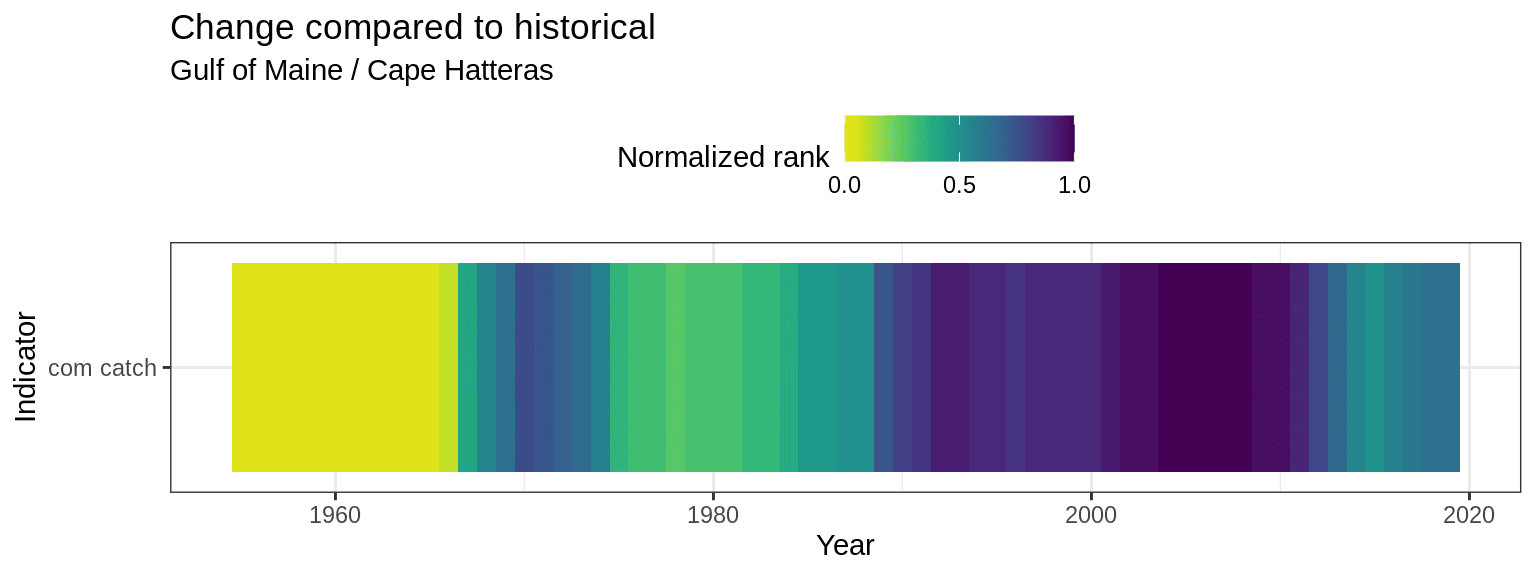 Change compared to historical
Gulf of Maine / Cape Hatteras
Normalized rank
0.0 0.5 1.0
Indicator
com catch
1960 1980 2000 2020
Year